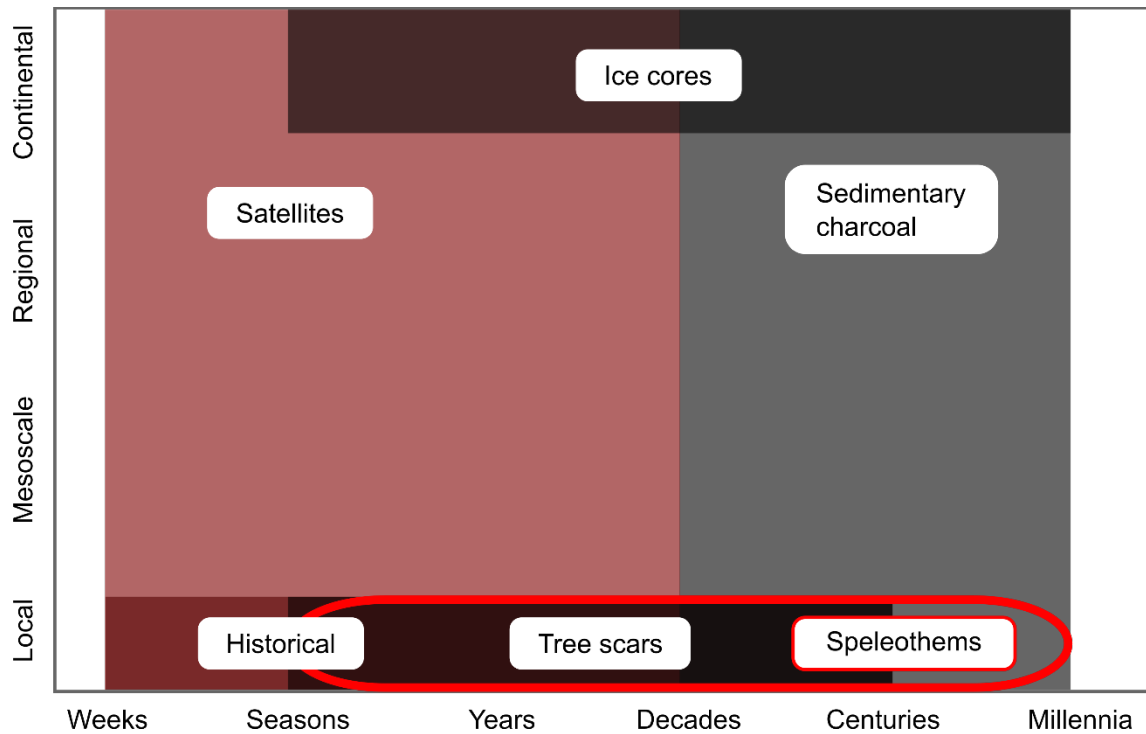 Continental
Regional
Mesoscale
Local
Ice cores
Satellites
Sedimentary
charcoal
Historical
Tree scars
Speleothems
Weeks
Seasons
Years
Decades
Centuries
Millennia